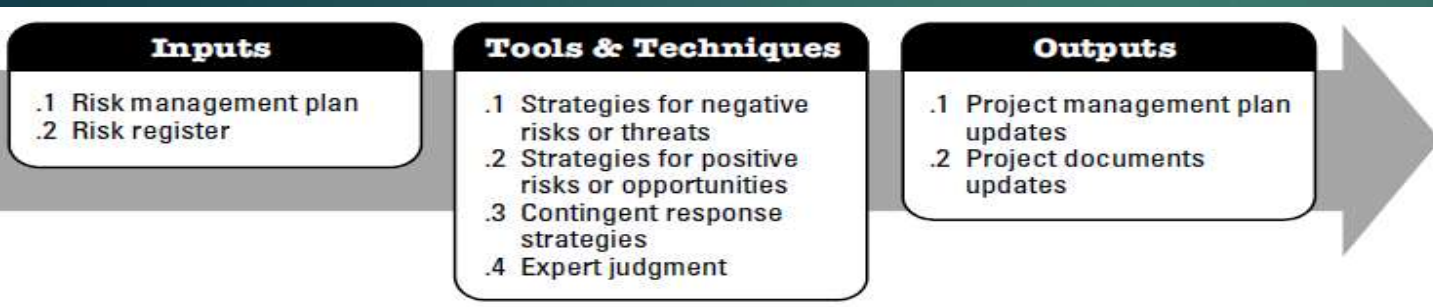 Inputs
.1 Risk management plan
.2 Risk register
Tools & Techniques
.1 Strategies for negative
risks or threats
.2 Strategies for positive
risks or opportunities
.3 Contingent response
strategies
.4 Expert judgment
Outputs
.1 Project management plan
updates
.2 Project documents
updates